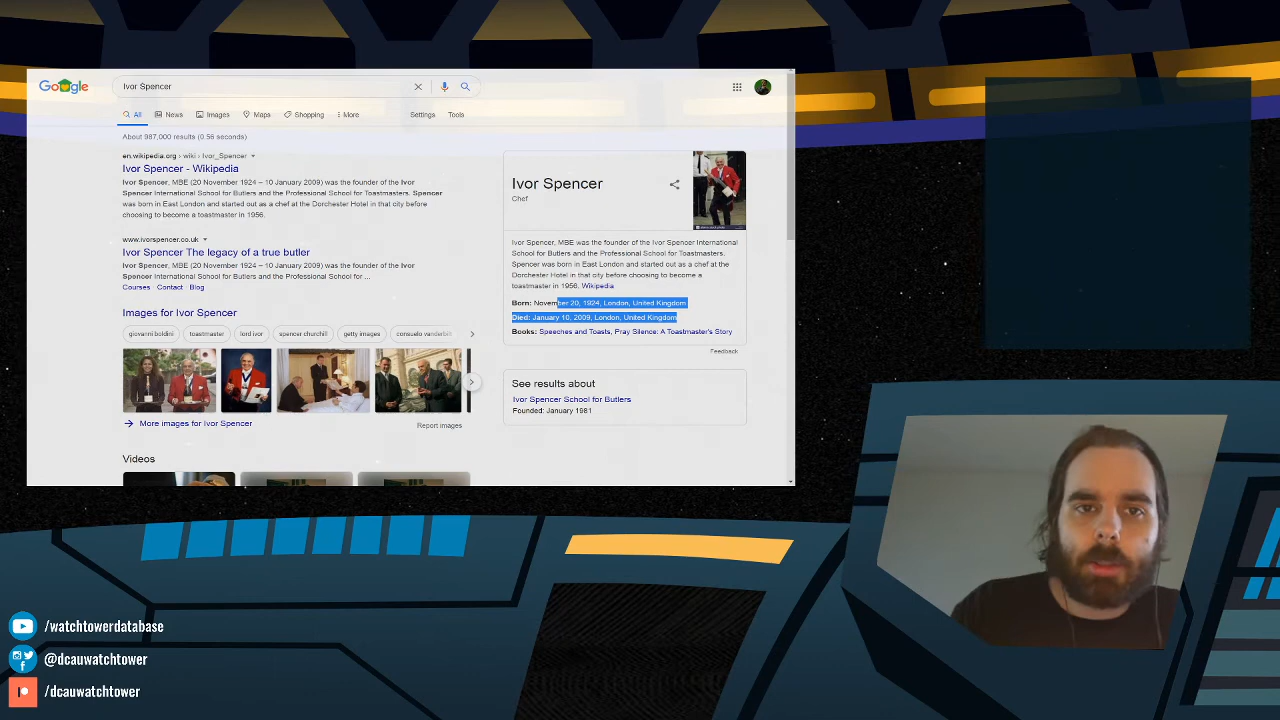 Google
Ivor Spencer
All
News
Images
Maps
Shopping
More
Settings
Tools
About 987,000 results (0.56 seconds)
en.wikipedia.org › wiki › Ivor_Spencer
Ivor Spencer - Wikipedia
Ivor Spencer, MBE (20 November 1924 – 10 January 2009) was the founder of the Ivor
Spencer International School for Butlers and the Professional School for Toastmasters. Spencer
was born in East London and started out as a chef at the Dorchester Hotel in that city before
choosing to become a toastmaster in 1956.
www.ivorspencer.co.uk
Ivor Spencer The legacy of a true butler
Ivor Spencer, MBE (20 November 1924 – 10 January 2009) was the founder of the Ivor
Spencer International School for Butlers and the Professional School for ...
Courses · Contact · Blog
Images for Ivor Spencer
giovanni boldini
toastmaster
lord ivor
spencer churchill
getty images
consuelo vanderbilt
More images for Ivor Spencer
Report images
Videos
Ivor Spencer
Chef
Ivor Spencer, MBE was the founder of the Ivor Spencer International
School for Butlers and the Professional School for Toastmasters.
Spencer was born in East London and started out as a chef at the
Dorchester Hotel in that city before choosing to become a
toastmaster in 1956. Wikipedia
Born: November 20, 1924, London, United Kingdom
Died: January 10, 2009, London, United Kingdom
Books: Speeches and Toasts, Pray Silence: A Toastmaster's Story
Feedback
See results about
Ivor Spencer School for Butlers
Founded: January 1981
/watchtowerdatabase
@dcauwatchtower
/dcauwatchtower